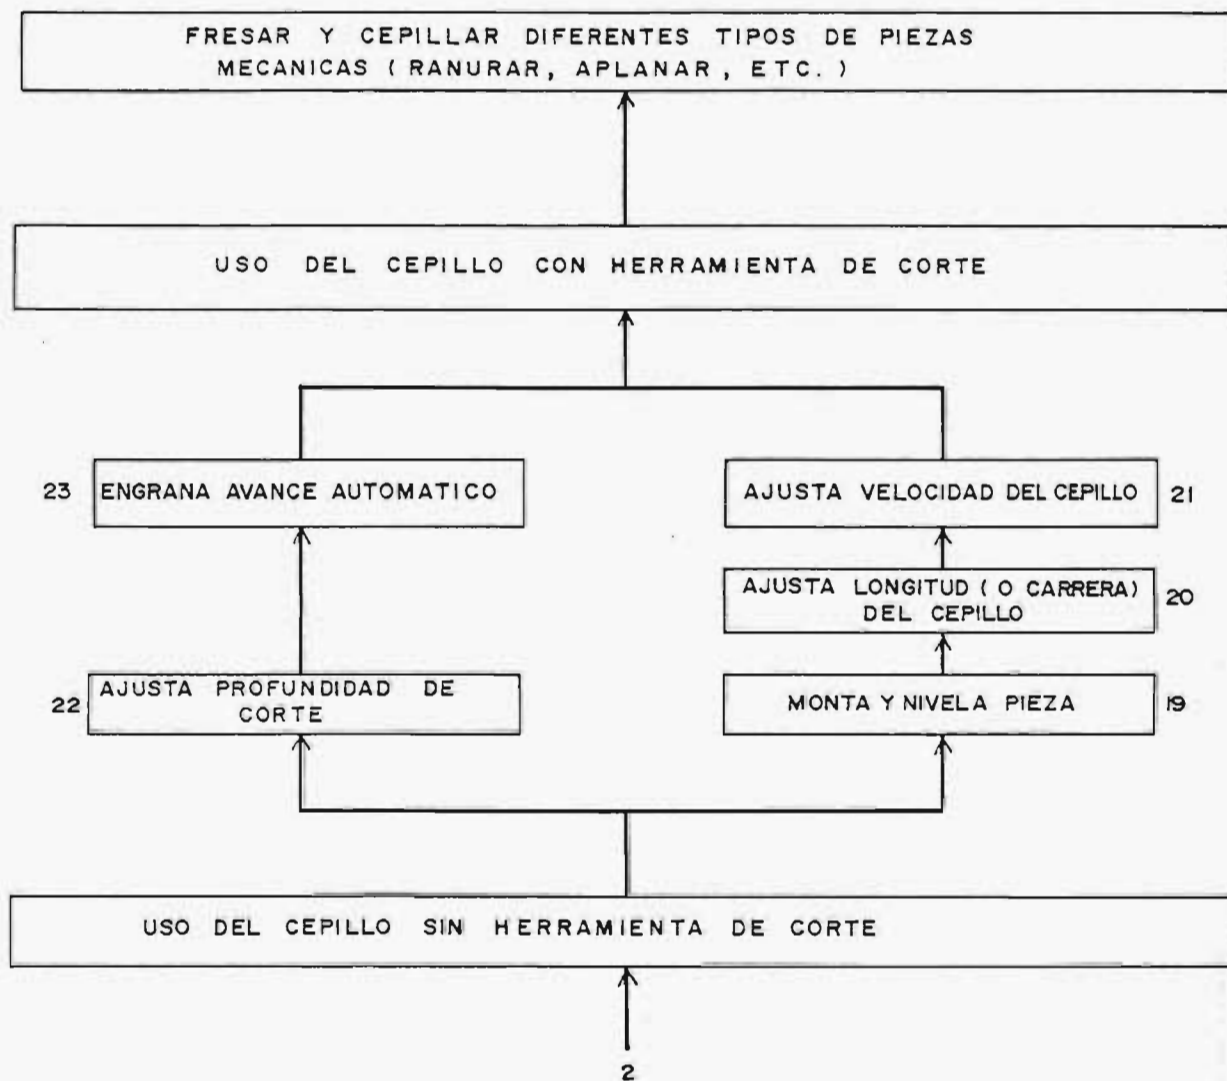 FRESAR Y CEPILLAR DIFERENTES TIPOS DE PIEZAS
MECANICAS ( RANURAR, APLANAR, ETC. )
USO DEL CEPILLO CON HERRAMIENTA DE CORTE
23 ENGRANA AVANCE AUTOMATICO
AJUSTA VELOCIDAD DEL CEPILLO 21
AJUSTA LONGITUD ( O CARRERA)
DEL CEPILLO 20
22 AJUSTA PROFUNDIDAD DE
CORTE
MONTA Y NIVELA PIEZA 19
USO DEL CEPILLO SIN HERRAMIENTA DE CORTE
2